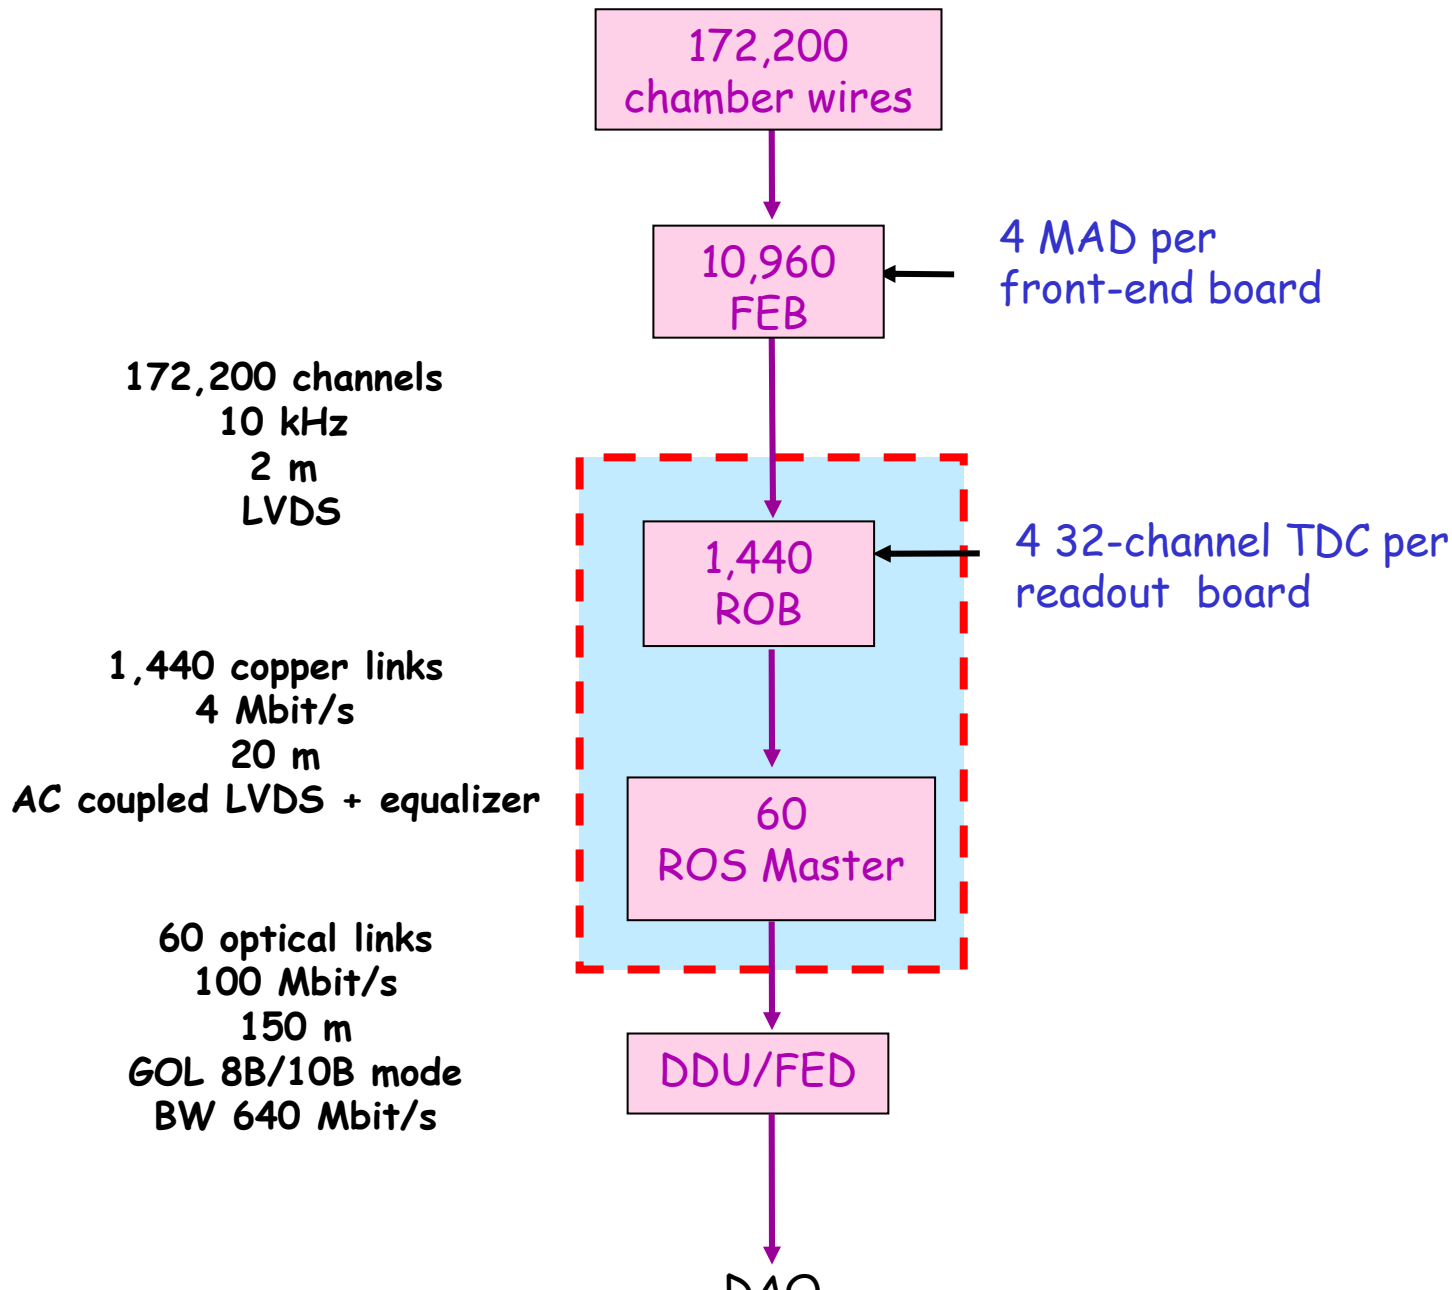 172,200
chamber wires
10,960
FEB
4 MAD per
front-end board
172,200 channels
10 kHz
2 m
LVDS
1,440
ROB
4 32-channel TDC per
readout board
1,440 copper links
4 Mbit/s
20 m
AC coupled LVDS + equalizer
60
ROS Master
60 optical links
100 Mbit/s
150 m
GOL 8B/10B mode
BW 640 Mbit/s
DDU/FED
DAQ